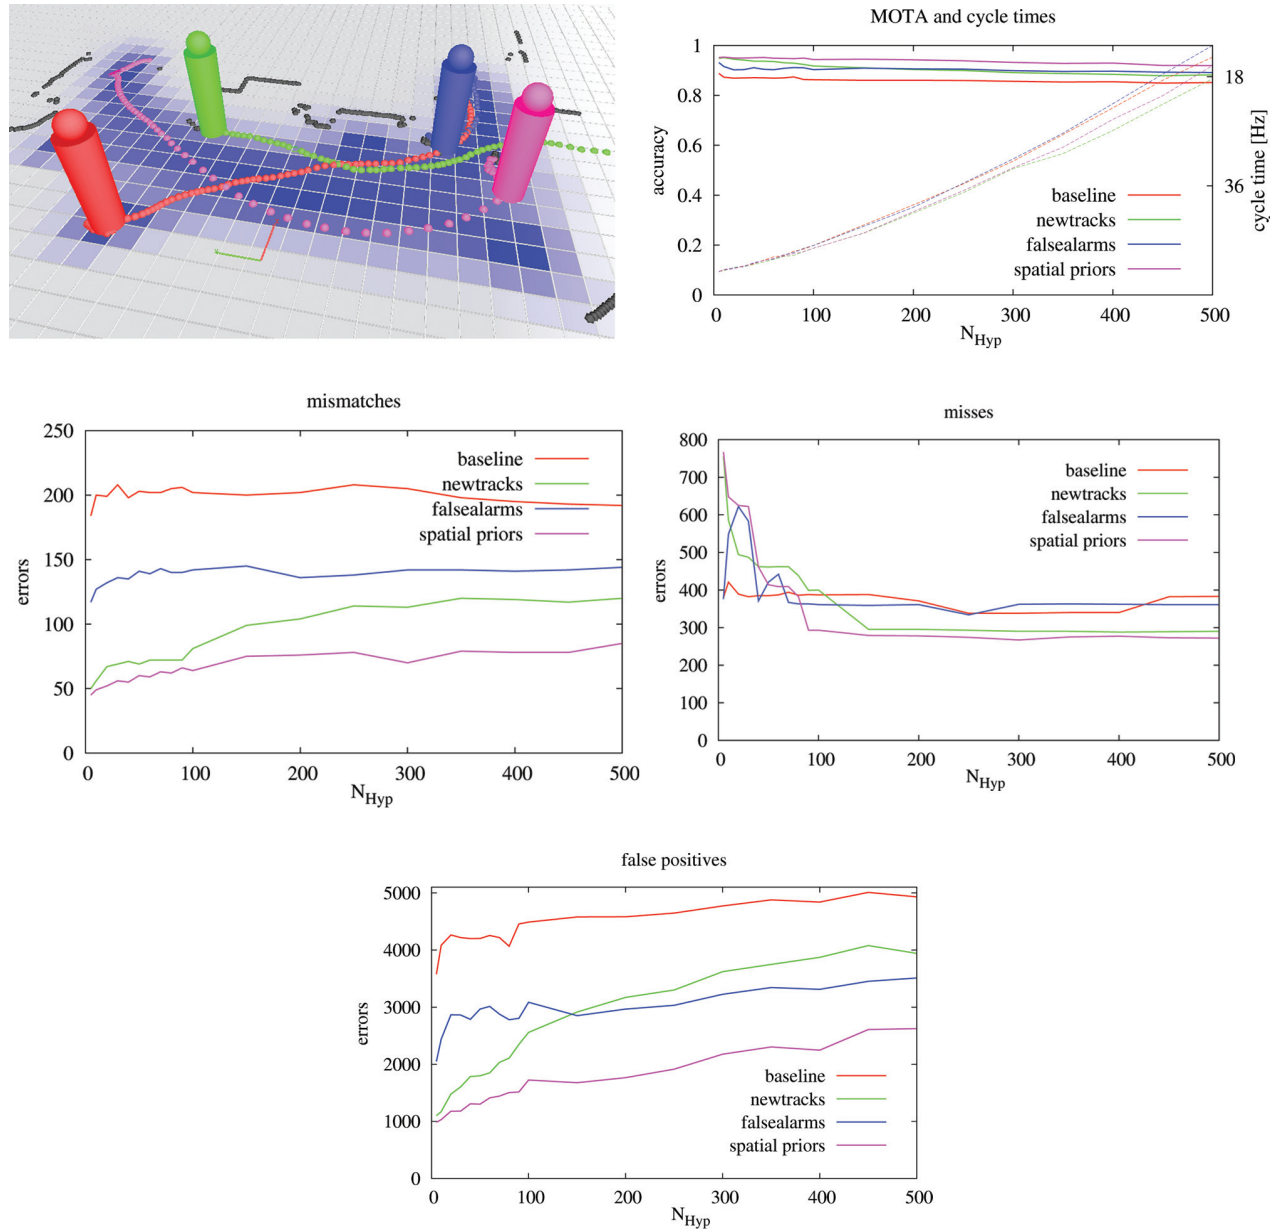 MOTA and cycle times
1
0.8
0.6
0.4
0.2
0
accuracy
18
36
cycle time [Hz]
baseline
newtracks
falsealarms
spatial priors
0 100 200 300 400 500
N_Hyp
mismatches
250
200
150
100
50
0
errors
baseline
newtracks
falsealarms
spatial priors
0 100 200 300 400 500
N_Hyp
misses
800
700
600
500
400
300
200
100
0
errors
baseline
newtracks
falsealarms
spatial priors
0 100 200 300 400 500
N_Hyp
false positives
5000
4000
3000
2000
1000
0
errors
baseline
newtracks
falsealarms
spatial priors
0 100 200 300 400 500
N_Hyp